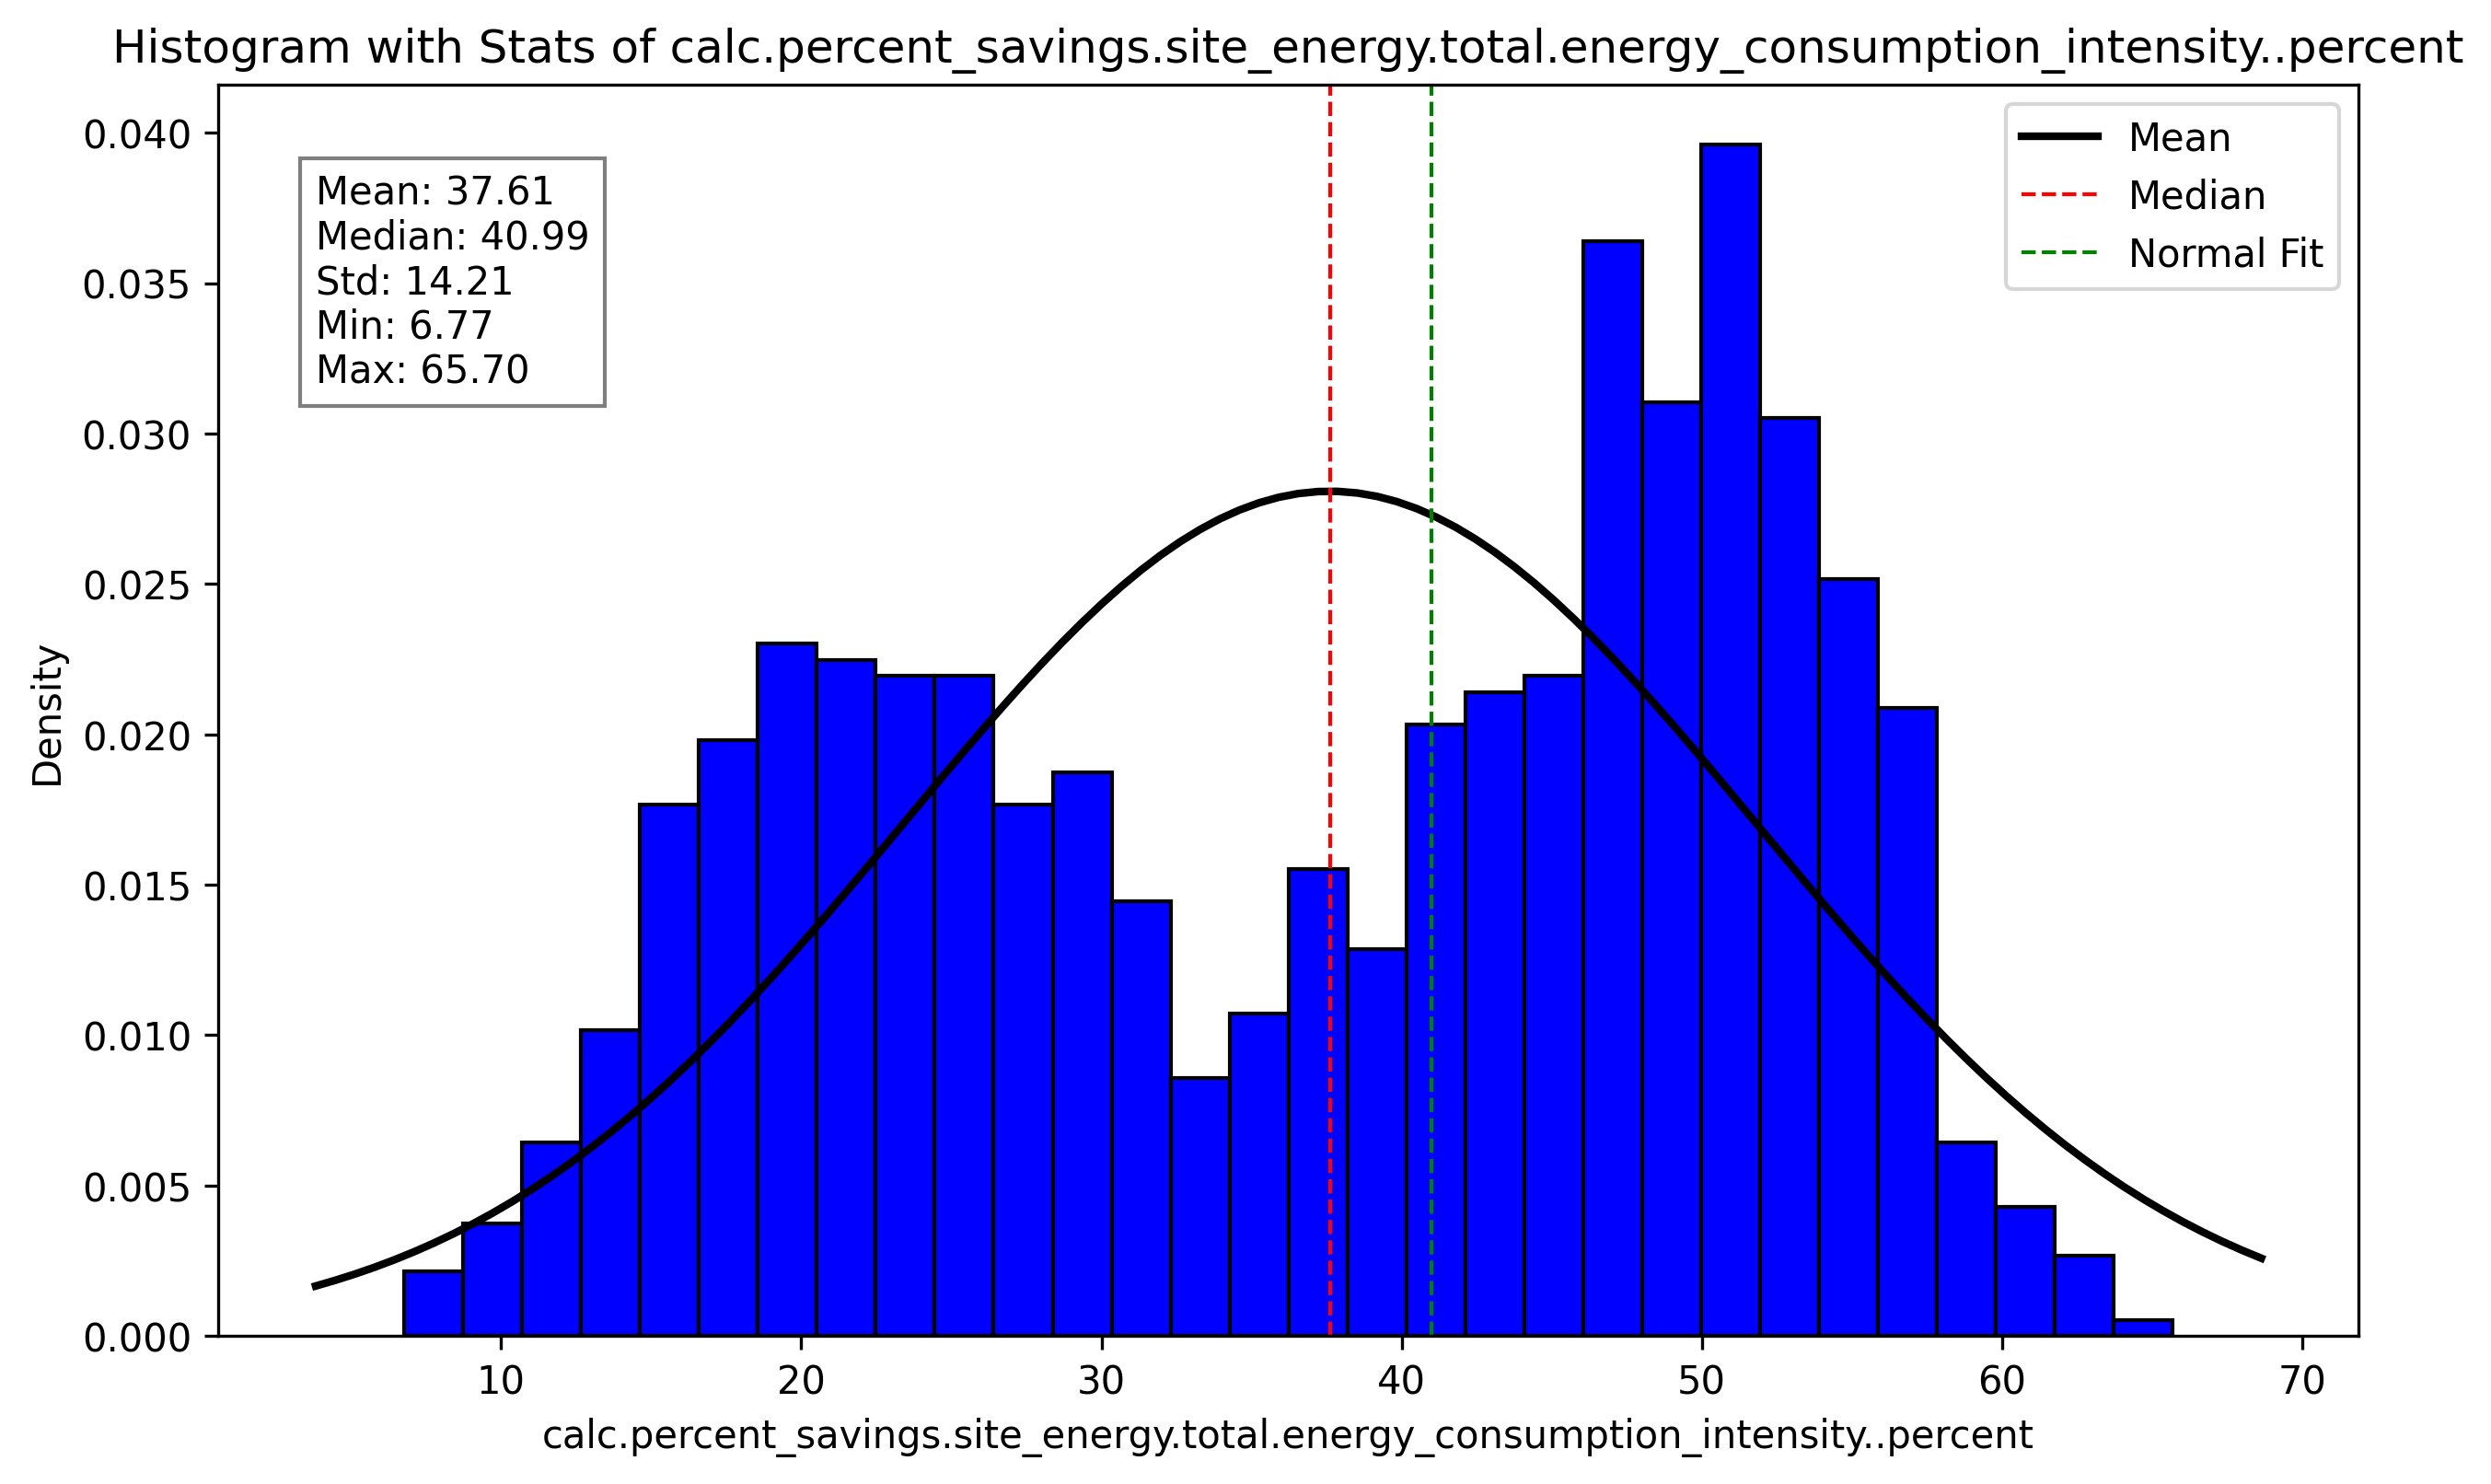 Histogram with Stats of calc.percent_savings.site_energy.total.energy_consumption_intensity..percent
Mean: 37.61
Median: 40.99
Std: 14.21
Min: 6.77
Max: 65.70
Mean
Median
Normal Fit
0.040
0.035
0.030
0.025
0.020
0.015
0.010
0.005
0.000
Density
10 20 30 40 50 60 70
calc.percent_savings.site_energy.total.energy_consumption_intensity..percent